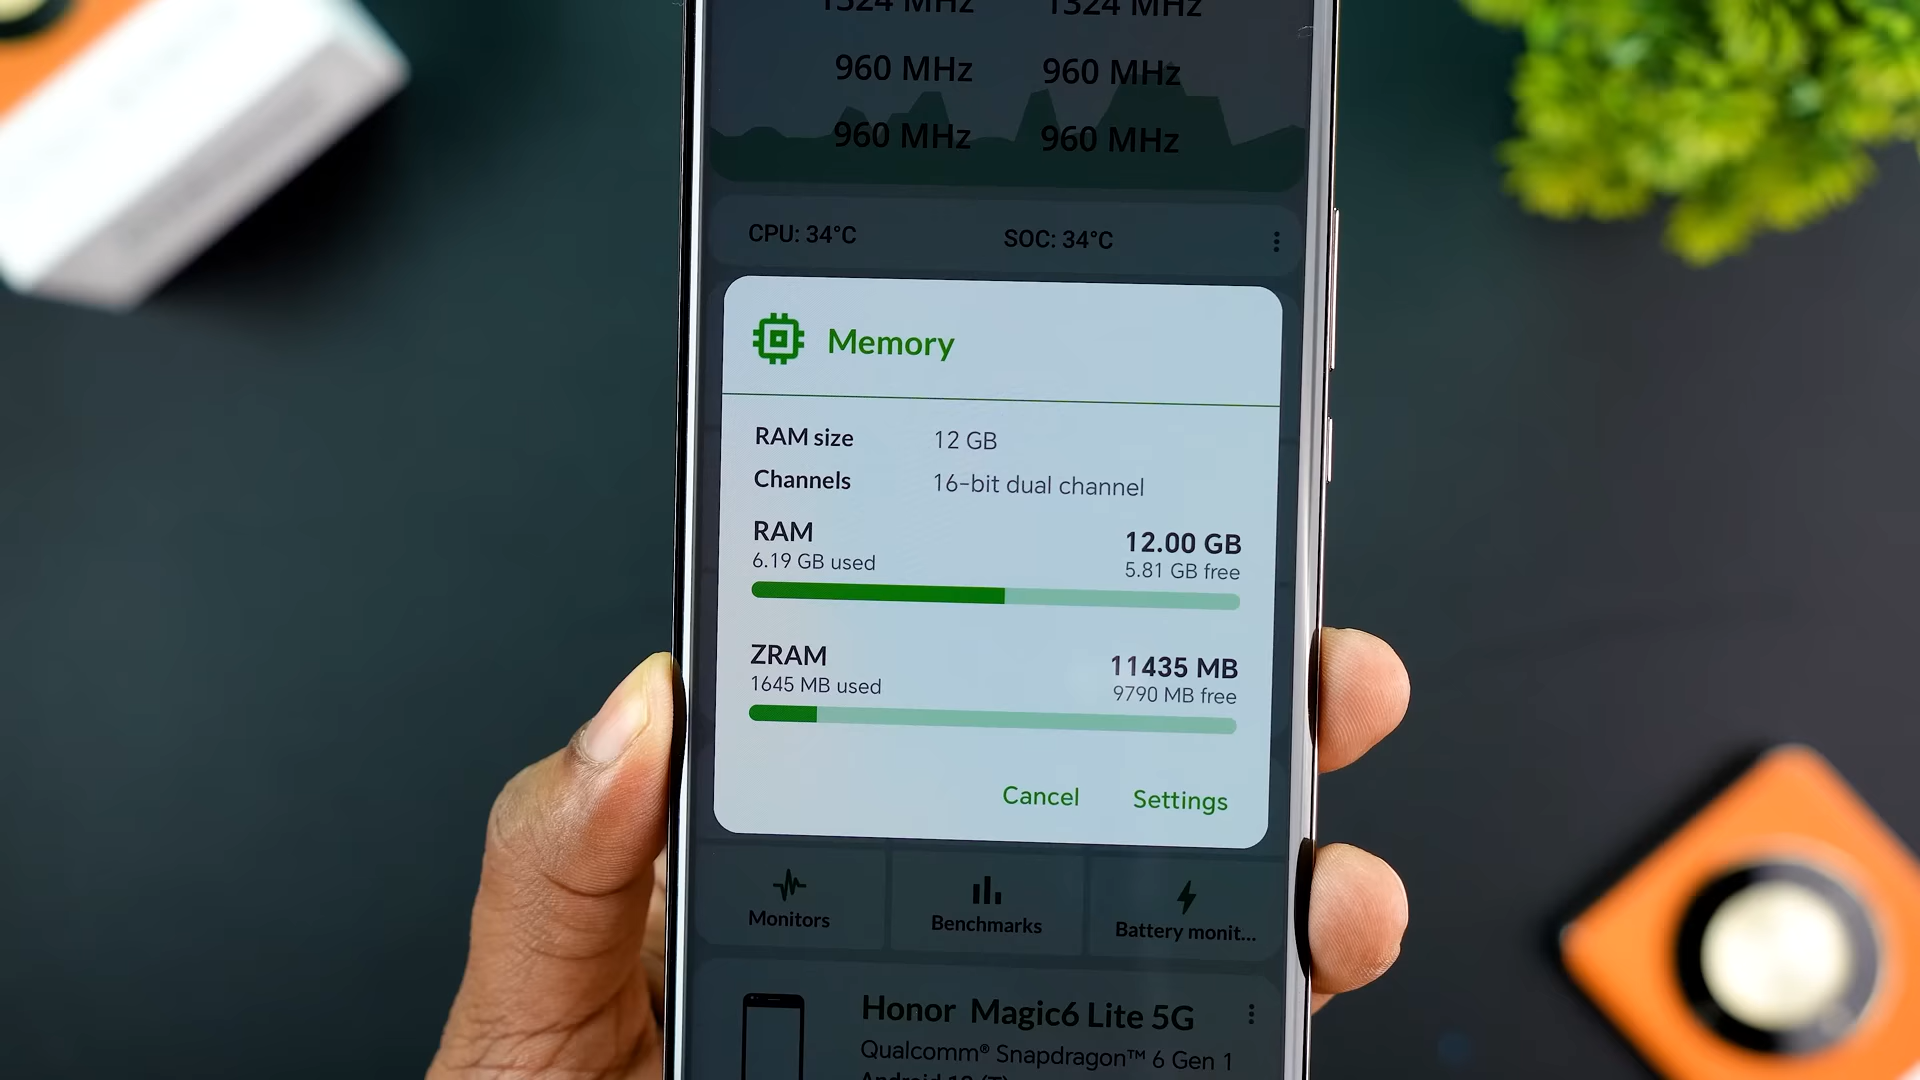 1324 MHz 1324 MHz
960 MHz 960 MHz
960 MHz 960 MHz
CPU: 34°C SOC: 34°C
Memory
RAM size 12 GB
Channels 16-bit dual channel
RAM 12.00 GB
6.19 GB used 5.81 GB free
ZRAM 11435 MB
1645 MB used 9790 MB free
Cancel Settings
Monitors Benchmarks Battery monit...
Honor Magic6 Lite 5G
Qualcomm® Snapdragon™ 6 Gen 1
Android